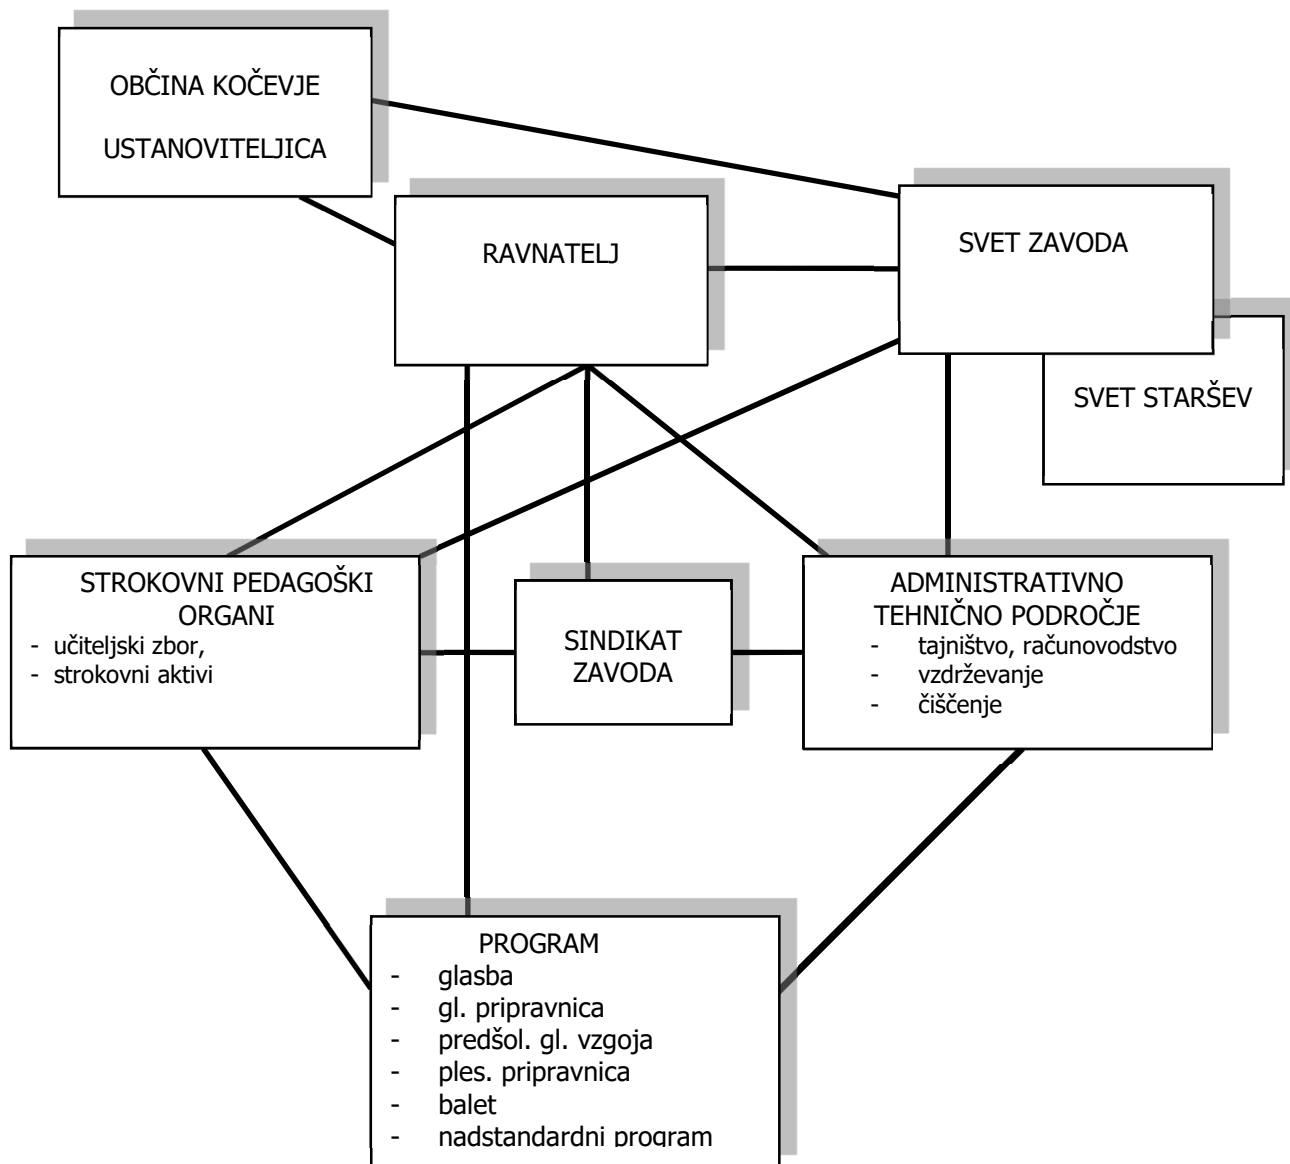 OBČINA KOČEVJE
USTANOVITELJICA
RAVNATELJ
SVET ZAVODA
SVET STARŠEV
STROKOVNI PEDAGOŠKI
ORGANI
- učiteljski zbor,
- strokovni aktivi
SINDIKAT
ZAVODA
ADMINISTRATIVNO
TEHNIČNO PODROČJE
- tajništvo, računovodstvo
- vzdrževanje
- čiščenje
PROGRAM
- glasba
- gl. pripravnica
- predšol. gl. vzgoja
- ples. pripravnica
- balet
- nadstandardni program